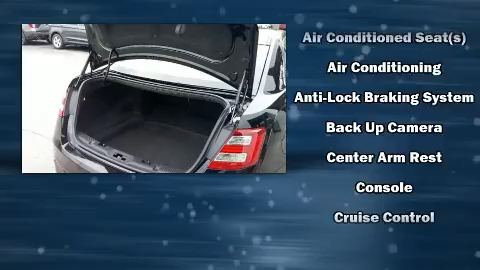 Air Conditioned Seat(s)
Air Conditioning
Anti-Lock Braking System
Back Up Camera
Center Arm Rest
Console
Cruise Control